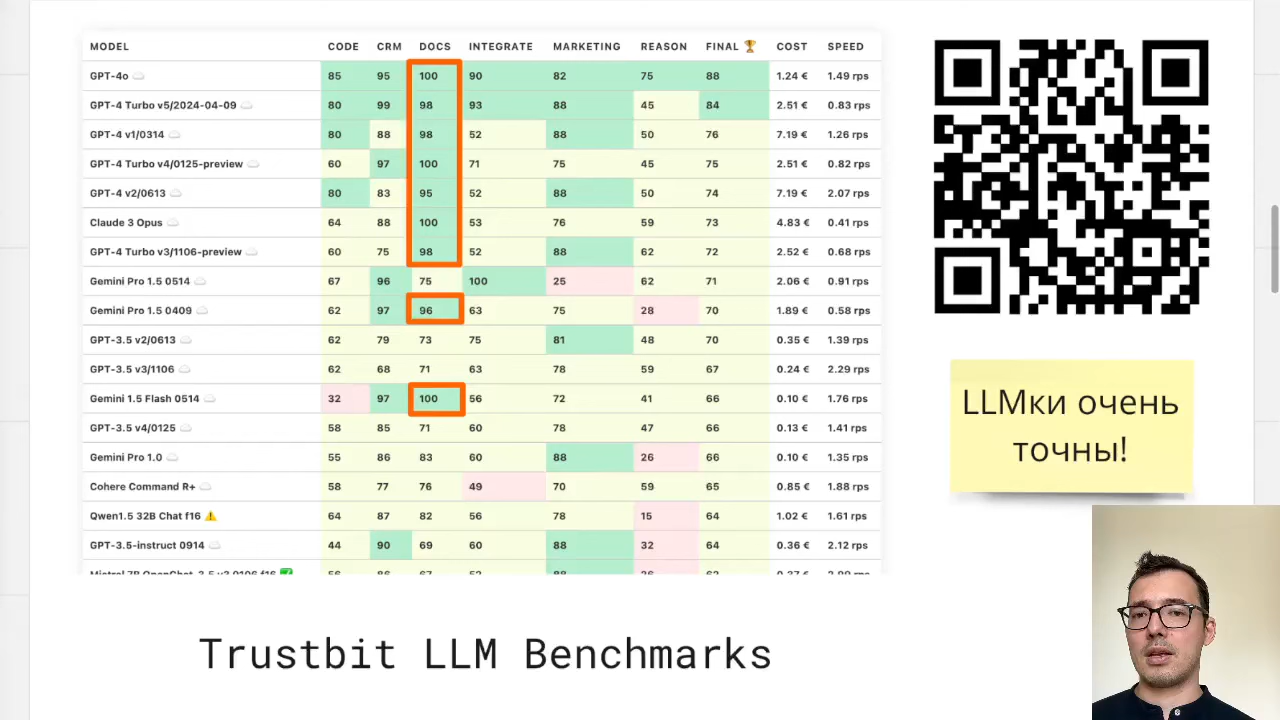 MODEL CODE CRM DOCS INTEGRATE MARKETING REASON FINAL 🏆 COST SPEED
GPT-4o ☁️ 85 95 100 90 82 75 88 1.24 € 1.49 rps
GPT-4 Turbo v5/2024-04-09 ☁️ 80 99 98 93 88 45 84 2.51 € 0.83 rps
GPT-4 v1/0314 ☁️ 80 88 98 52 88 50 76 7.19 € 1.26 rps
GPT-4 Turbo v4/0125-preview ☁️ 60 97 100 71 75 45 75 2.51 € 0.82 rps
GPT-4 v2/0613 ☁️ 80 83 95 52 88 50 74 7.19 € 2.07 rps
Claude 3 Opus ☁️ 64 88 100 53 76 59 73 4.83 € 0.41 rps
GPT-4 Turbo v3/1106-preview ☁️ 60 75 98 52 88 62 72 2.52 € 0.68 rps
Gemini Pro 1.5 0514 ☁️ 67 96 75 100 25 62 71 2.06 € 0.91 rps
Gemini Pro 1.5 0409 ☁️ 62 97 96 63 75 28 70 1.89 € 0.58 rps
GPT-3.5 v2/0613 ☁️ 62 79 73 75 81 48 70 0.35 € 1.39 rps
GPT-3.5 v3/1106 ☁️ 62 68 71 63 78 59 67 0.24 € 2.29 rps
Gemini 1.5 Flash 0514 ☁️ 32 97 100 56 72 41 66 0.10 € 1.76 rps
GPT-3.5 v4/0125 ☁️ 58 85 71 60 78 47 66 0.13 € 1.41 rps
Gemini Pro 1.0 ☁️ 55 86 83 60 88 26 66 0.10 € 1.35 rps
Cohere Command R+ ☁️ 58 77 76 49 70 59 65 0.85 € 1.88 rps
Qwen1.5 32B Chat f16 ⚠️ 64 87 82 56 78 15 64 1.02 € 1.61 rps
GPT-3.5-instruct 0914 ☁️ 44 90 69 60 88 32 64 0.36 € 2.12 rps
LLMки очень
точны!
Trustbit LLM Benchmarks